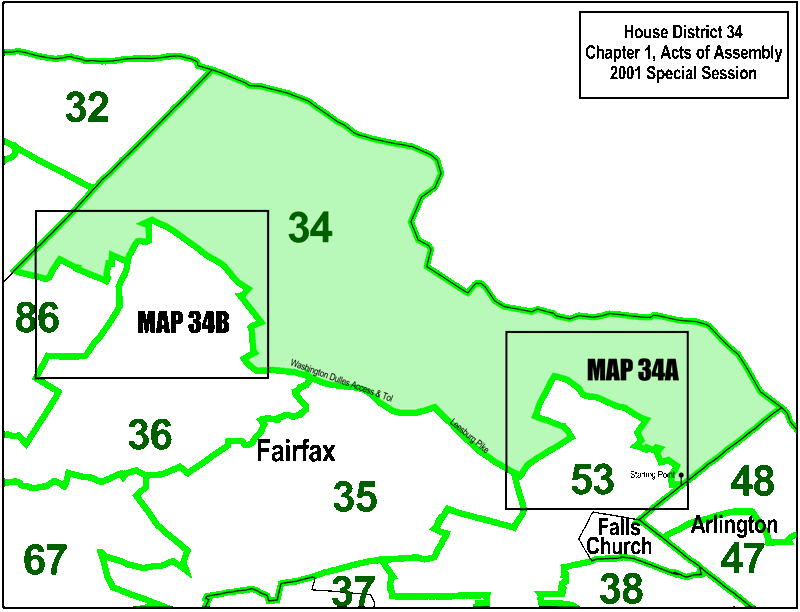 House District 34
Chapter 1, Acts of Assembly
2001 Special Session
32
34
86
MAP 34B
MAP 34A
Washington Dulles Access & Tol
Leesburg Pike
36
Fairfax
35
53
Starting Point
48
Falls
Church
Arlington
47
67
37
38